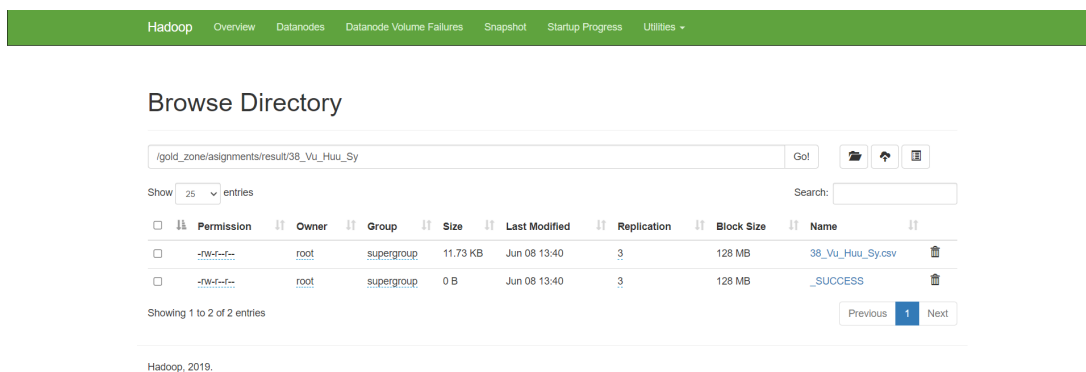 Hadoop Overview Datanodes Datanode Volume Failures Snapshot Startup Progress Utilities
Browse Directory
/gold_zone/asignments/result/38_Vu_Huu_Sy Go!
Show 25 entries Search:
Permission Owner Group Size Last Modified Replication Block Size Name
-rw-r--r-- root supergroup 11.73 KB Jun 08 13:40 3 128 MB 38_Vu_Huu_Sy.csv
-rw-r--r-- root supergroup 0 B Jun 08 13:40 3 128 MB _SUCCESS
Showing 1 to 2 of 2 entries Previous 1 Next
Hadoop, 2019.